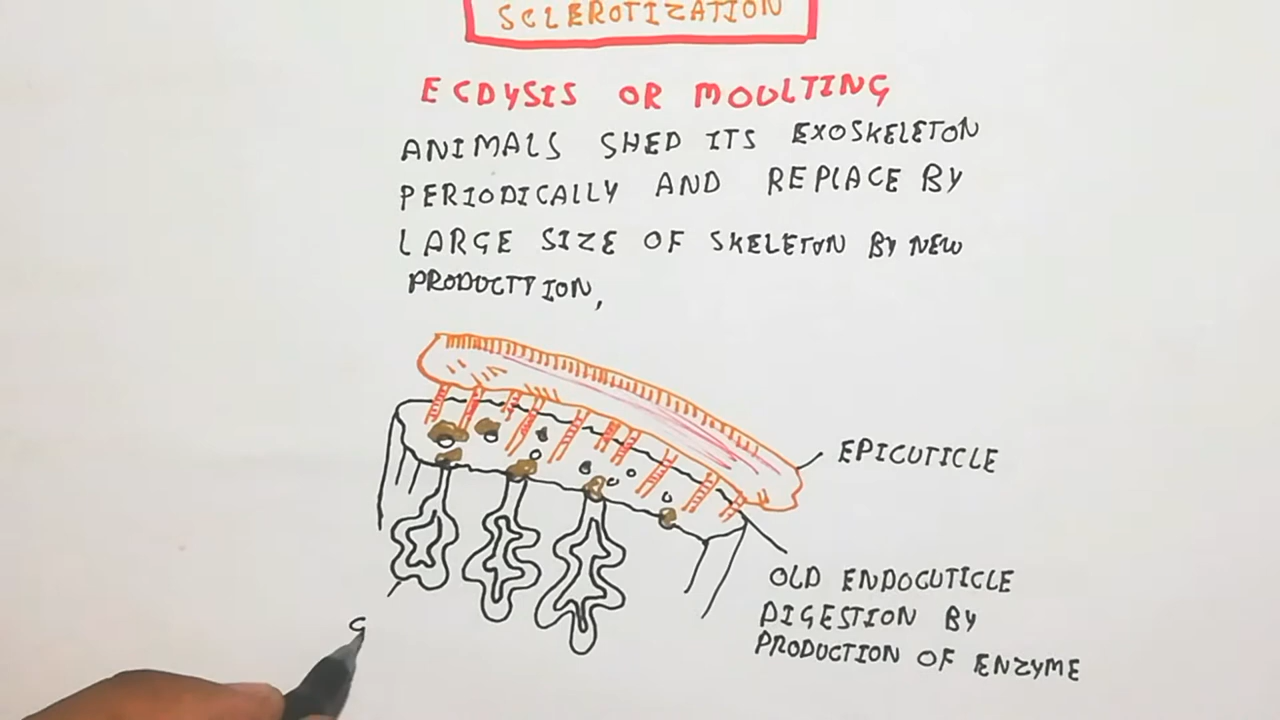 SCLEROTIZATION
ECDYSIS OR MOULTING
ANIMALS SHED ITS EXOSKELETON
PERIODICALLY AND REPLACE BY
LARGE SIZE OF SKELETON BY NEW
PRODUCTTION,
EPICUTICLE
OLD ENDOCUTICLE
DIGESTION BY
PRODUCTION OF ENZYME
G